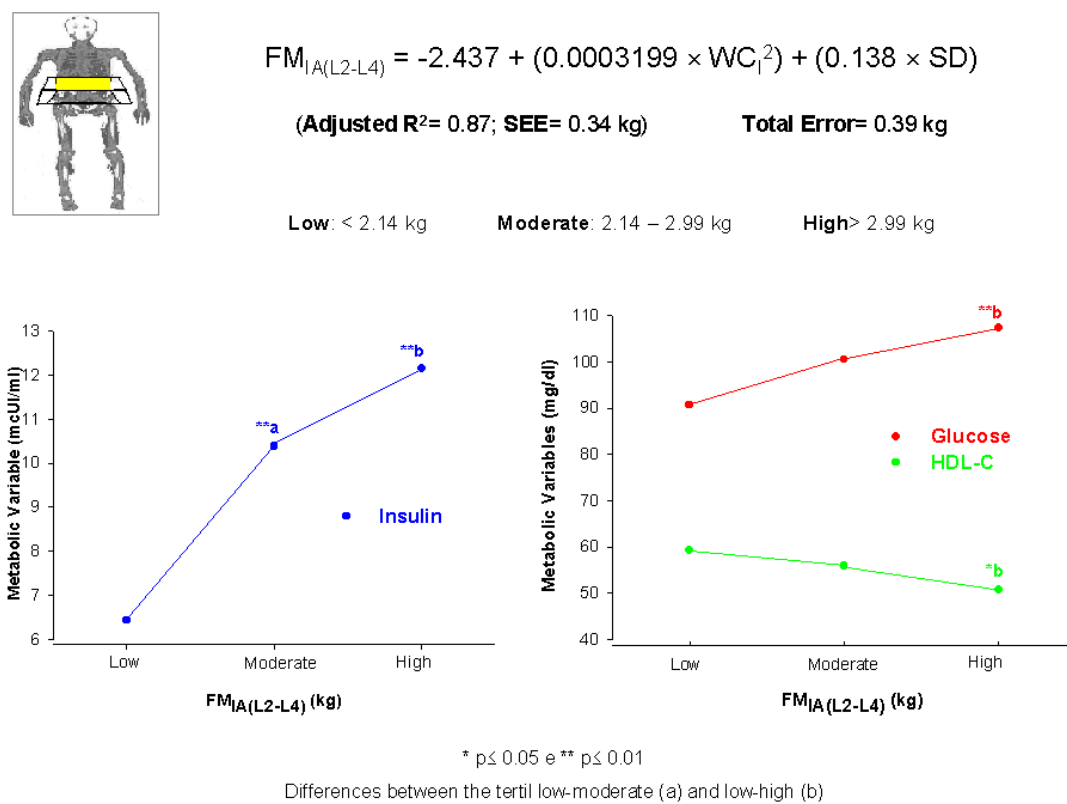 FM_IA(L2-L4) = -2.437 + (0.0003199 × WC_I²) + (0.138 × SD)
(Adjusted R²= 0.87; SEE= 0.34 kg) Total Error= 0.39 kg
Low: < 2.14 kg Moderate: 2.14 – 2.99 kg High> 2.99 kg
Metabolic Variable (mcUI/ml)
13
12
11
10
9
8
7
6
**a
**b
Insulin
Low Moderate High
FM_IA(L2-L4) (kg)
Metabolic Variables (mg/dl)
110
100
90
80
70
60
50
40
**b
Glucose
HDL-C
*b
Low Moderate High
FM_IA(L2-L4) (kg)
* p≤ 0.05 e ** p≤ 0.01
Differences between the tertil low-moderate (a) and low-high (b)